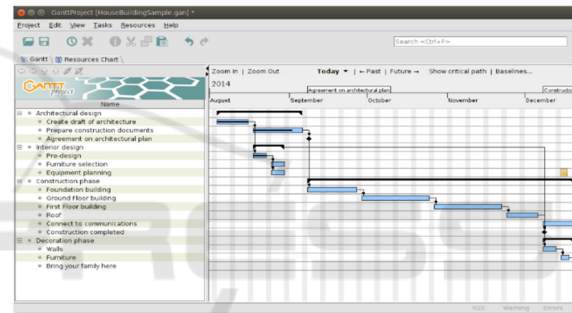 GanttProject [HouseBuildingSample.gan] *
Project Edit View Tasks Resources Help
Search <Ctrl+F>
Gantt \ Resources Chart \
Zoom In | Zoom Out Today ▾ | ← Past | Future → Show critical path | Baselines...
GANTT project
2014
Agreement on architectural plan
Name
August September October November December
Architectural design
Create draft of architecture
Prepare construction documents
Agreement on architectural plan
Interior design
Pre-design
Furniture selection
Equipment planning
Construction phase
Foundation building
Ground Floor building
First Floor building
Roof
Connect to communications
Construction completed
Decoration phase
Walls
Furniture
Bring your family here
RSS Warning Errors